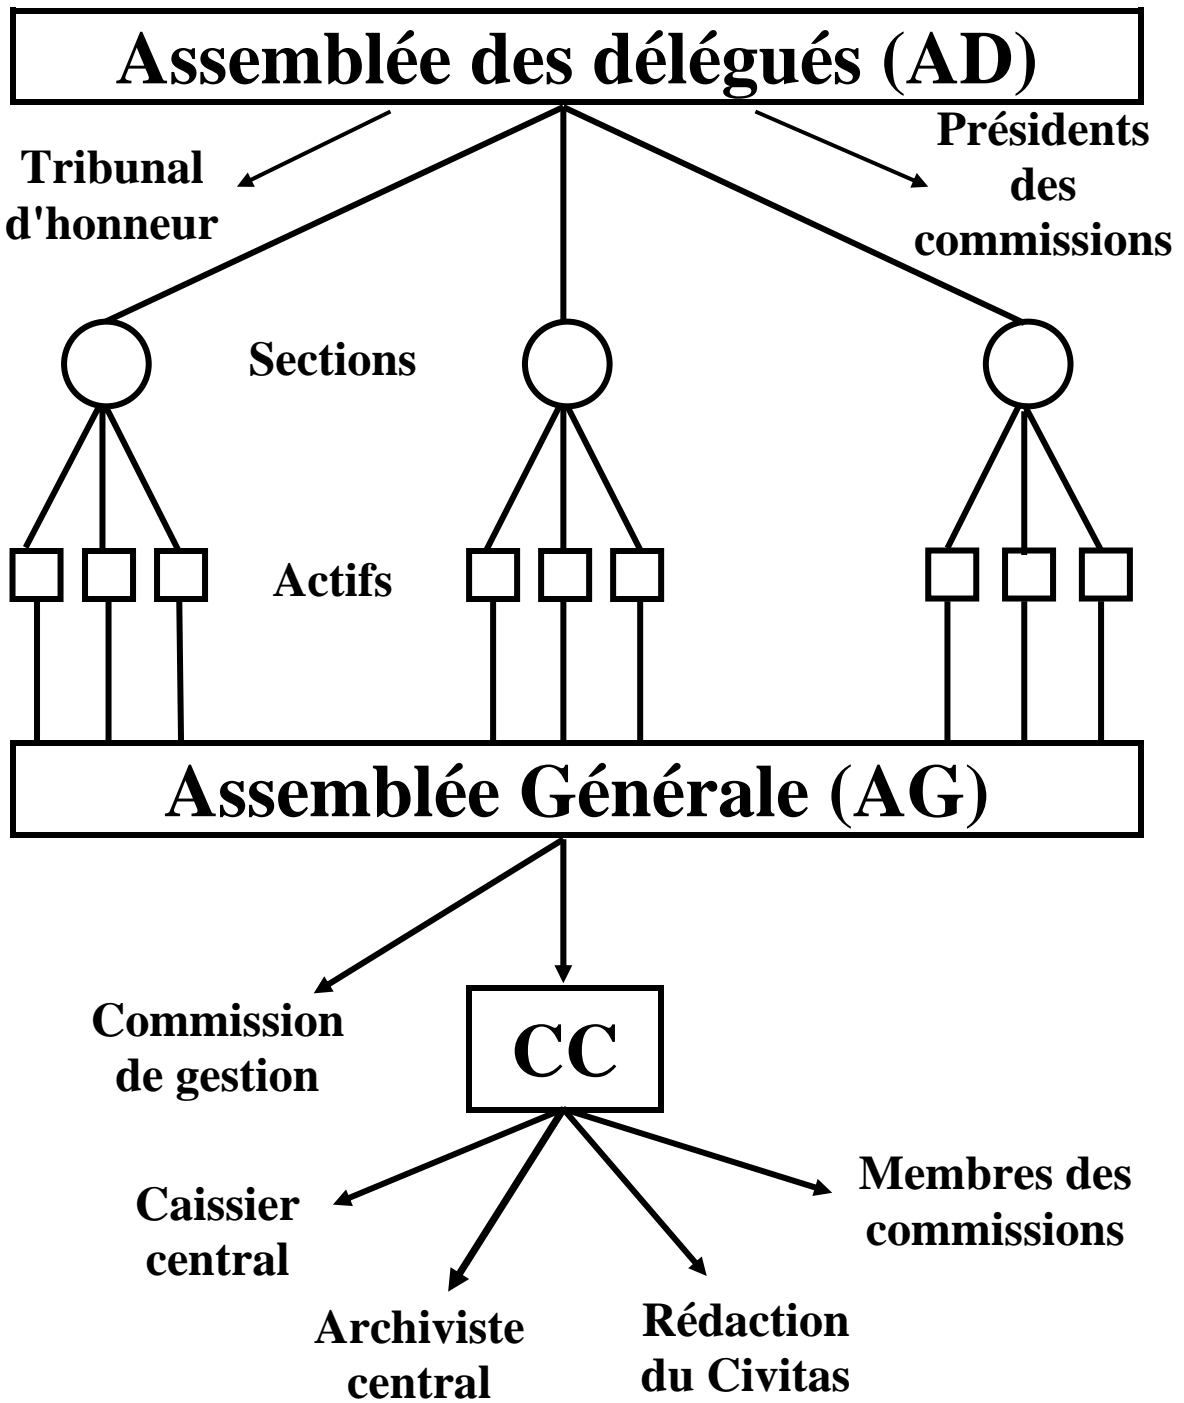 Assemblée des délégués (AD)
Tribunal
d'honneur
Présidents
des
commissions
Sections
Actifs
Assemblée Générale (AG)
Commission
de gestion
CC
Caissier
central
Archiviste
central
Rédaction
du Civitas
Membres des
commissions